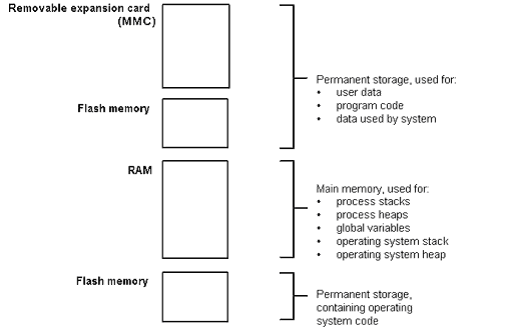 Removable expansion card
(MMC)
Flash memory
Permanent storage, used for:
• user data
• program code
• data used by system
RAM
Main memory, used for:
• process stacks
• process heaps
• global variables
• operating system stack
• operating system heap
Flash memory
Permanent storage,
containing operating
system code